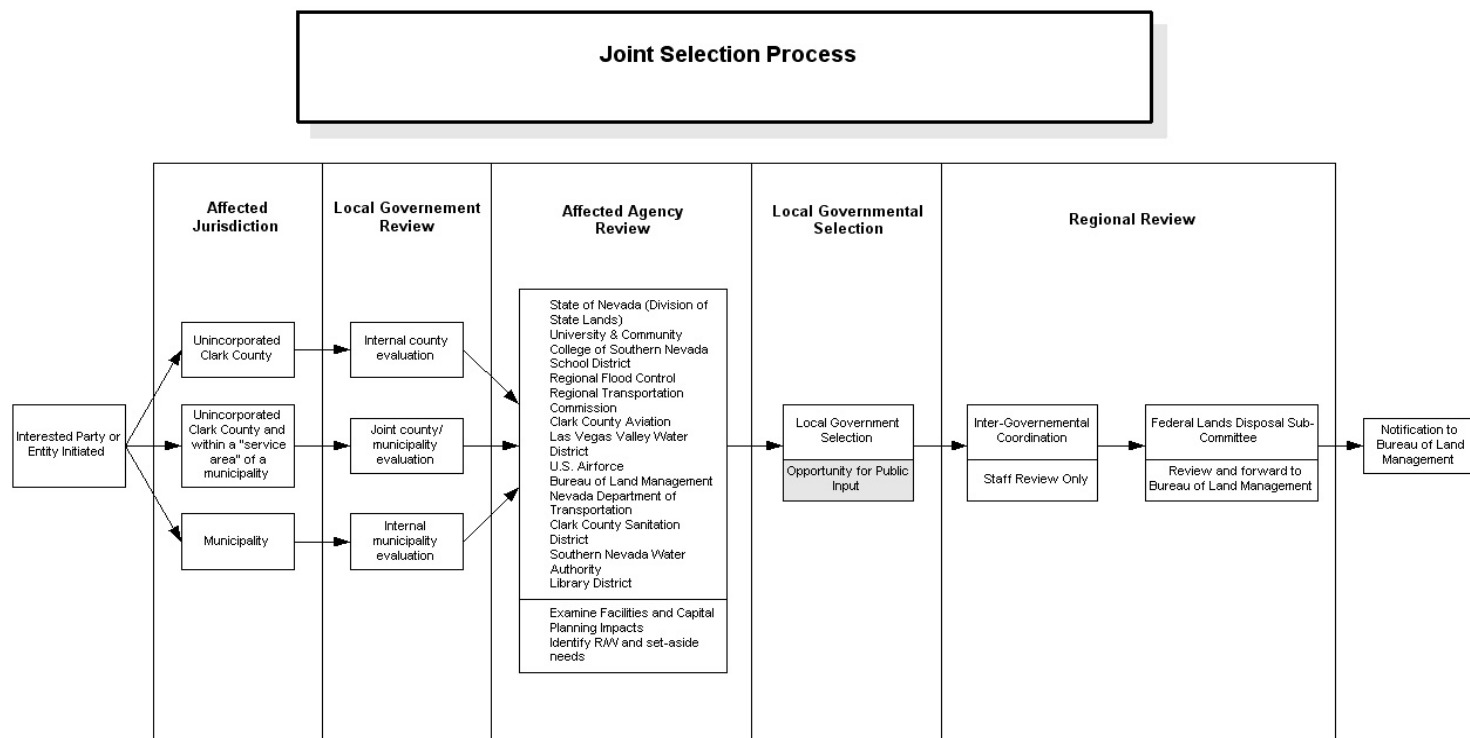 Joint Selection Process
Affected
Jurisdiction
Local Governement
Review
Affected Agency
Review
Local Governmental
Selection
Regional Review
Interested Party or
Entity Initiated
Unincorporated
Clark County
Unincorporated
Clark County and
within a "service
area" of a
municipality
Municipality
Internal county
evaluation
Joint county/
municipality
evaluation
Internal
municipality
evaluation
State of Nevada (Division of
State Lands)
University & Community
College of Southern Nevada
School District
Regional Flood Control
Regional Transportation
Commission
Clark County Aviation
Las Vegas Valley Water
District
U.S. Airforce
Bureau of Land Management
Nevada Department of
Transportation
Clark County Sanitation
District
Southern Nevada Water
Authority
Library District
Examine Facilities and Capital
Planning Impacts
Identify R/W and set-aside
needs
Local Government
Selection
Opportunity for Public
Input
Inter-Governemental
Coordination
Staff Review Only
Federal Lands Disposal Sub-
Committee
Review and forward to
Bureau of Land Management
Notification to
Bureau of Land
Management